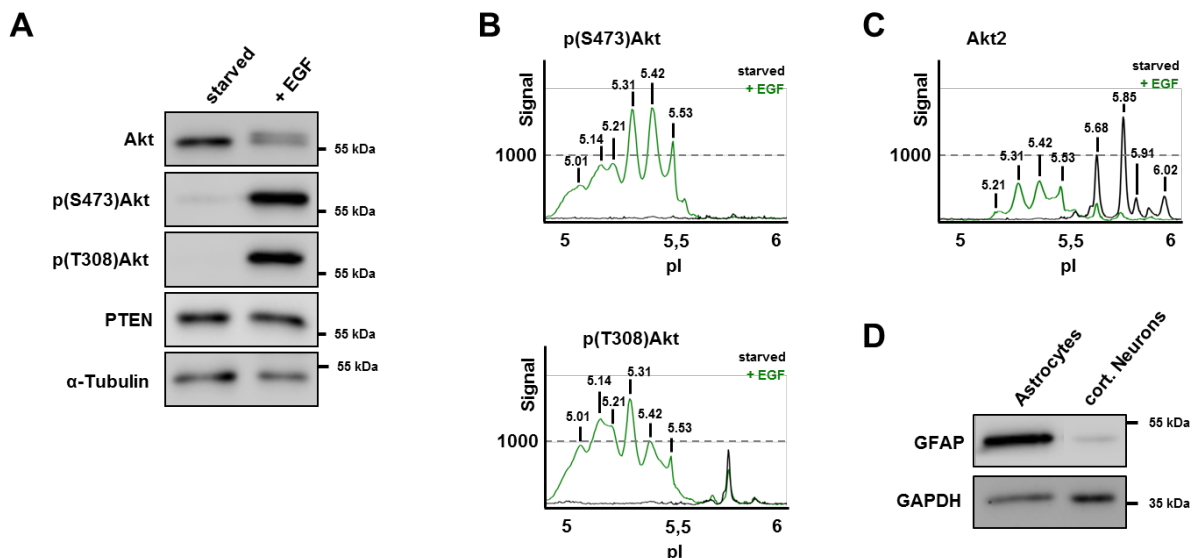 A
starved
+ EGF
Akt
55 kDa
p(S473)Akt
55 kDa
p(T308)Akt
55 kDa
PTEN
55 kDa
α-Tubulin
55 kDa
B
p(S473)Akt
starved
+ EGF
Signal
1000
5.01
5.14
5.21
5.31
5.42
5.53
5
5,5
6
pI
p(T308)Akt
starved
+ EGF
Signal
1000
5.01
5.14
5.21
5.31
5.42
5.53
5
5,5
6
pI
C
Akt2
starved
+ EGF
Signal
1000
5.21
5.31
5.42
5.53
5.68
5.85
5.91
6.02
5
5,5
6
pI
D
Astrocytes
cort. Neurons
GFAP
55 kDa
GAPDH
35 kDa